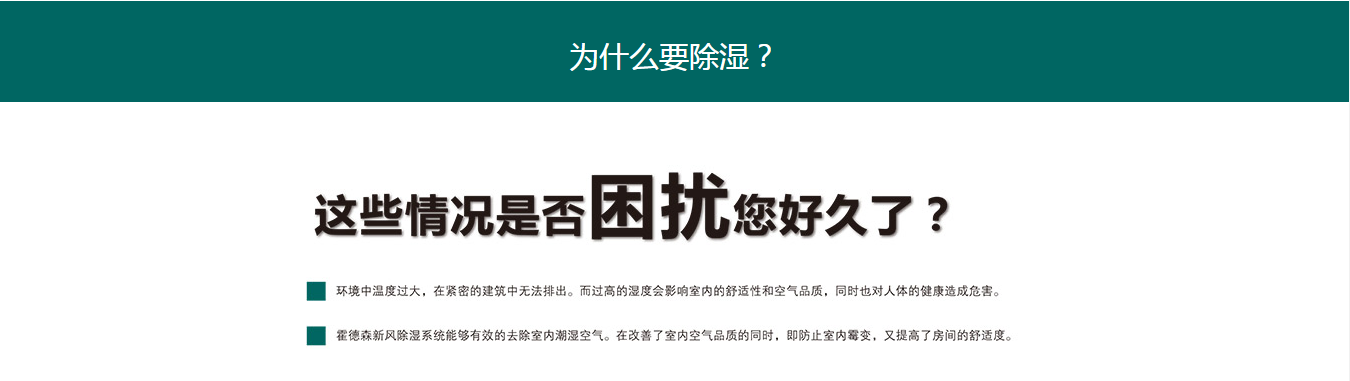 为什么要除湿？
这些情况是否困扰您好久了？
环境中温度过大，在紧密的建筑中无法排出。而过高的湿度会影响室内的舒适性和空气品质，同时也对人体的健康造成危害。
霍德森新风除湿系统能够有效的去除室内潮湿空气。在改善了室内空气品质的同时，即防止室内霉变，又提高了房间的舒适度。